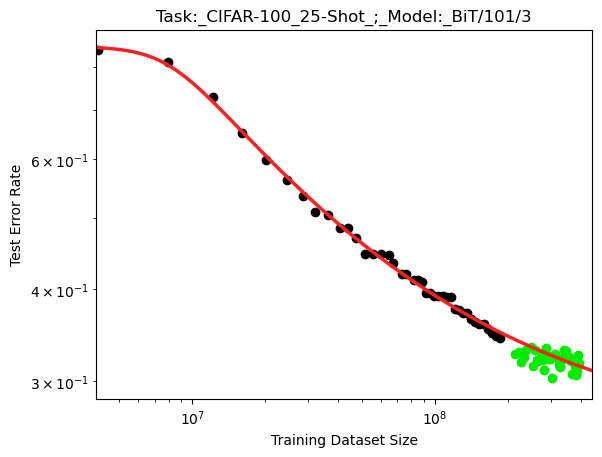 Task:_CIFAR-100_25-Shot_;_Model:_BiT/101/3
Test Error Rate
6 × 10⁻¹
4 × 10⁻¹
3 × 10⁻¹
10⁷
10⁸
Training Dataset Size